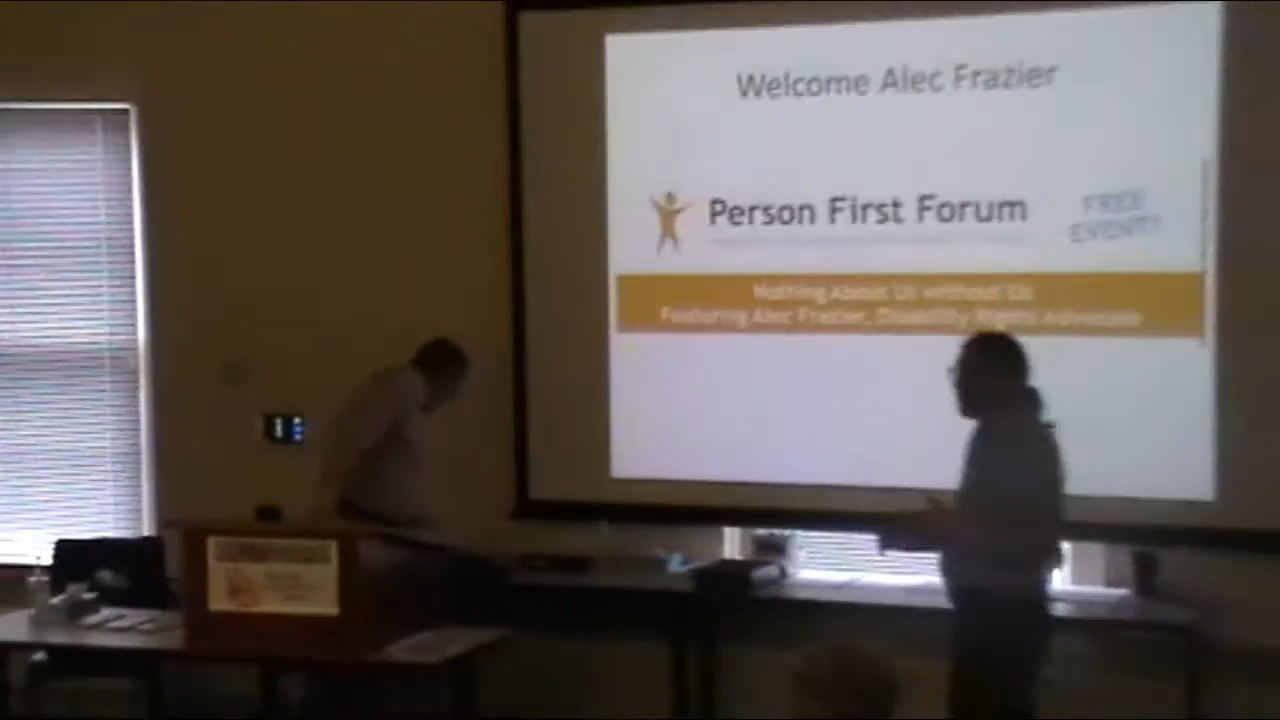 Welcome Alec Frazier
Person First Forum
FREE
EVENT!
Nothing About Us without Us
Featuring Alec Frazier, Disability Rights Advocate